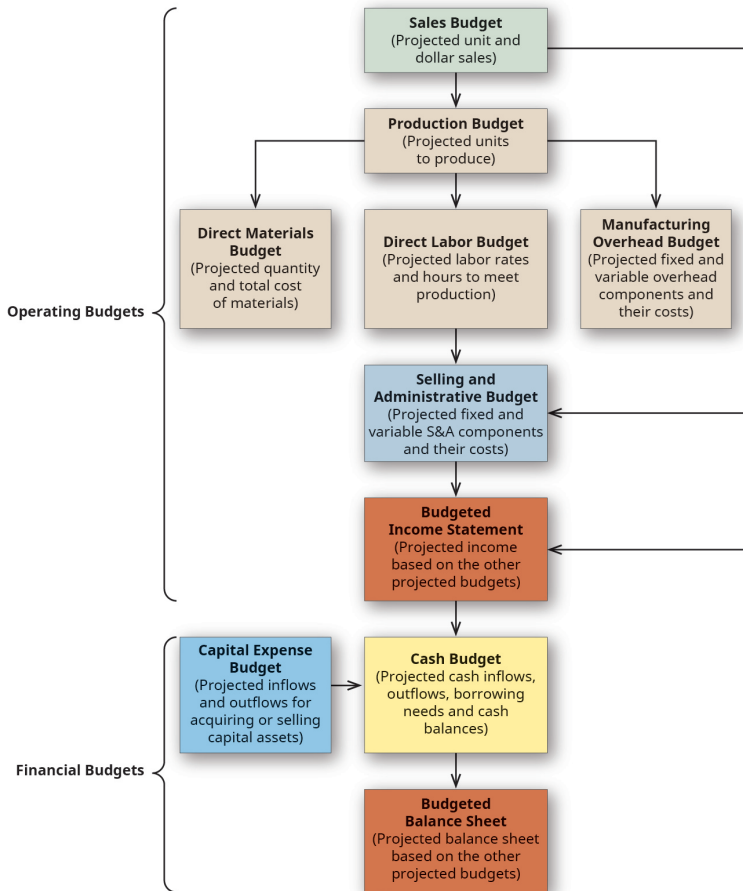 Sales Budget
(Projected unit and
dollar sales)
Production Budget
(Projected units
to produce)
Direct Materials
Budget
(Projected quantity
and total cost
of materials)
Direct Labor Budget
(Projected labor rates
and hours to meet
production)
Manufacturing
Overhead Budget
(Projected fixed and
variable overhead
components and
their costs)
Operating Budgets
Selling and
Administrative Budget
(Projected fixed and
variable S&A components
and their costs)
Budgeted
Income Statement
(Projected income
based on the other
projected budgets)
Capital Expense
Budget
(Projected inflows
and outflows for
acquiring or selling
capital assets)
Cash Budget
(Projected cash inflows,
outflows, borrowing
needs and cash
balances)
Financial Budgets
Budgeted
Balance Sheet
(Projected balance sheet
based on the other
projected budgets)